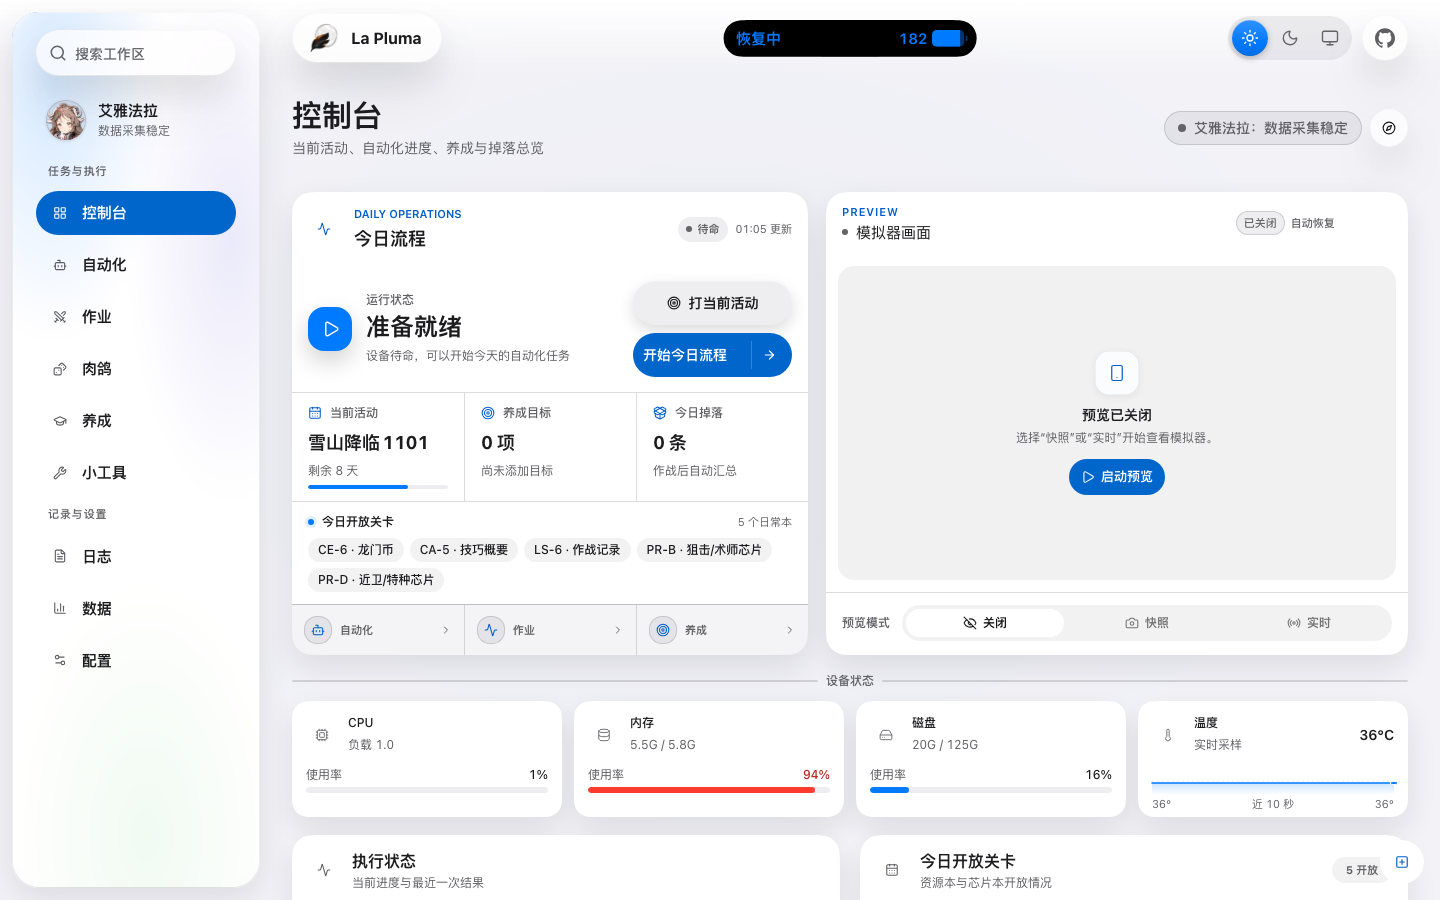 搜索工作区
艾雅法拉
数据采集稳定
任务与执行
控制台
自动化
作业
肉鸽
养成
小工具
记录与设置
日志
数据
配置
La Pluma
恢复中
182
控制台
当前活动、自动化进度、养成与掉落总览
艾雅法拉：数据采集稳定
DAILY OPERATIONS
今日流程
待命
01:05 更新
运行状态
准备就绪
设备待命，可以开始今天的自动化任务
打当前活动
开始今日流程
当前活动
雪山降临 1101
剩余 8 天
养成目标
0 项
尚未添加目标
今日掉落
0 条
作战后自动汇总
今日开放关卡
5 个日常本
CE-6 · 龙门币
CA-5 · 技巧概要
LS-6 · 作战记录
PR-B · 狙击/术师芯片
PR-D · 近卫/特种芯片
自动化
作业
养成
PREVIEW
模拟器画面
已关闭
自动恢复
预览已关闭
选择“快照”或“实时”开始查看模拟器。
启动预览
预览模式
关闭
快照
实时
设备状态
CPU
负载 1.0
使用率
1%
内存
5.5G / 5.8G
使用率
94%
磁盘
20G / 125G
使用率
16%
温度
实时采样
36°C
36°
近 10 秒
36°
执行状态
当前进度与最近一次结果
今日开放关卡
资源本与芯片本开放情况
5 开放